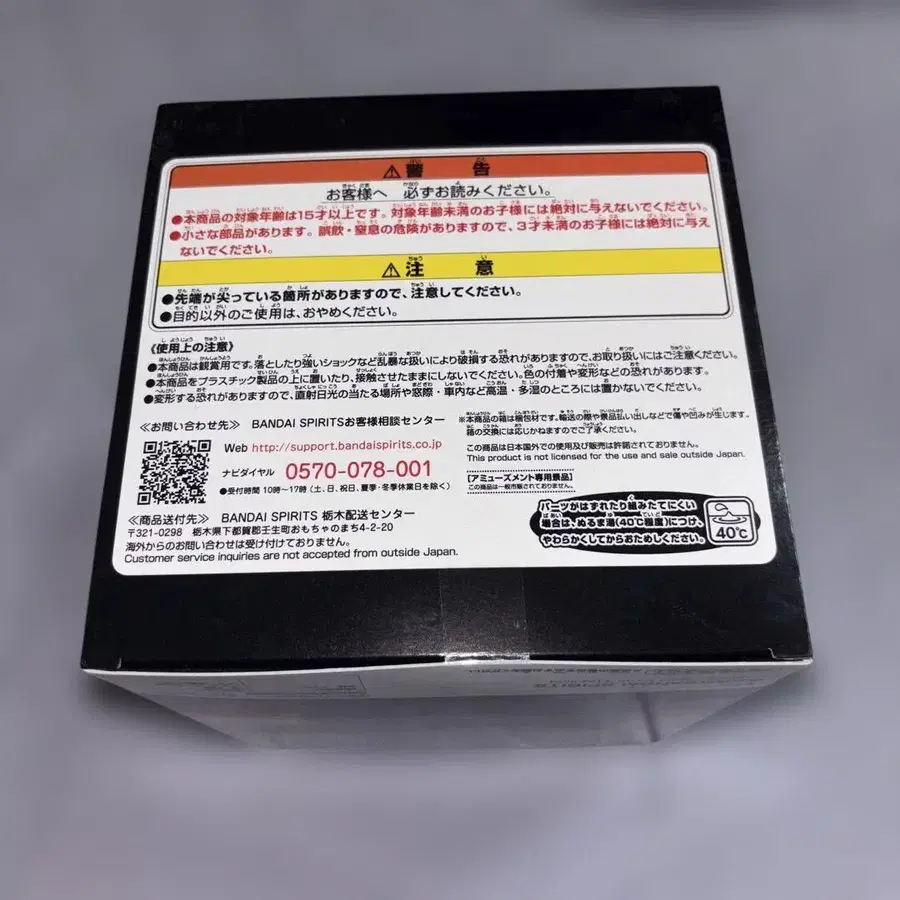 ⚠警告
お客様へ 必ずお読みください。
●本商品の対象年齢は15才以上です。対象年齢未満のお子様には絶対に与えないでください。
●小さな部品があります。誤飲・窒息の危険がありますので、3才未満のお子様には絶対に与え
ないでください。
⚠注意
●先端が尖っている箇所がありますので、注意してください。
●目的以外のご使用は、おやめください。
《使用上の注意》
●本商品は観賞用です。落としたり強いショックなど乱暴な扱いにより破損する恐れがありますので、お取り扱いにはご注意ください。
●本商品をプラスチック製品の上に置いたり、接触させたままにしないでください。色の付着や変形などの恐れがあります。
●変形する恐れがありますので、直射日光の当たる場所や窓際・車内など高温・多湿のところには置かないでください。
《お問い合わせ先》 BANDAI SPIRITSお客様相談センター
Web http://support.bandaispirits.co.jp
ナビダイヤル 0570-078-001
●受付時間 10時〜17時(土、日、祝日、夏季・冬季休業日を除く)
《商品送付先》 BANDAI SPIRITS 栃木配送センター
〒321-0298 栃木県下都賀郡壬生町おもちゃのまち4-2-20
海外からのお問い合わせは受け付けておりません。
Customer service inquiries are not accepted from outside Japan.
※本商品の箱は梱包材です。輸送の際や景品払い出しなどで傷や凹みが生じます。
箱の交換には応じかねますのでご了承ください。
この商品は日本国外での使用及び販売は許諾されておりません。
This product is not licensed for the use and sale outside Japan.
【アミューズメント専用景品】
この商品は一般市販されておりません。
パーツがはずれたり組みたてにくい
場合は、ぬるま湯(40℃程度)につけ、
やわらかくしてからおためしください。
40℃